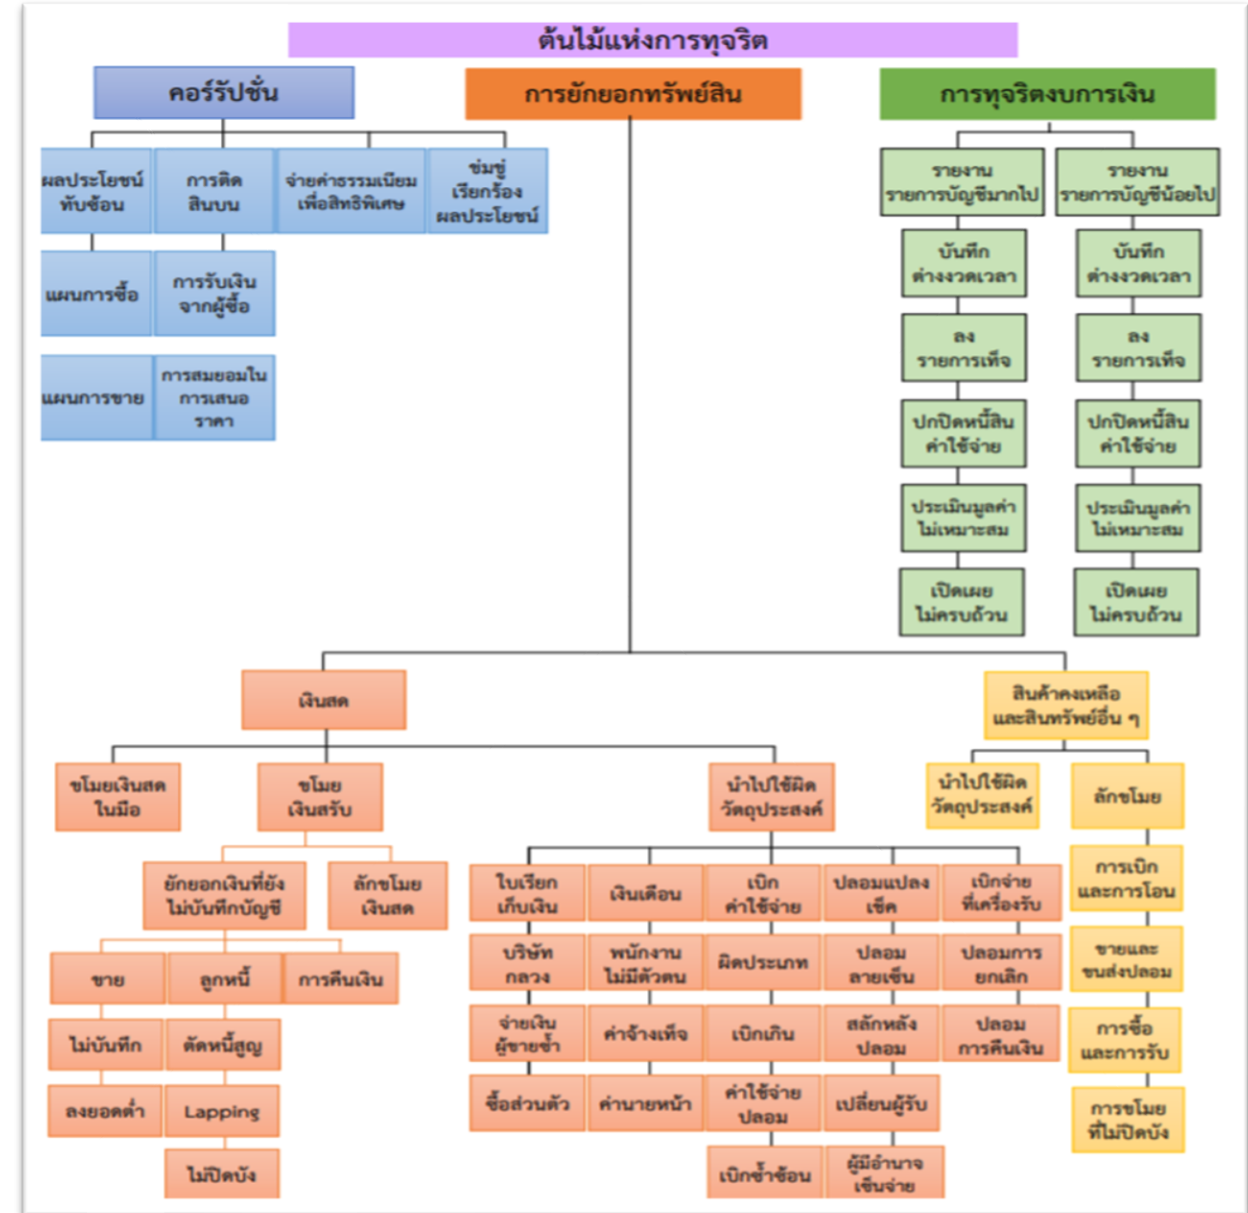 ต้นไม้แห่งการทุจริต
คอร์รัปชั่น
การยักยอกทรัพย์สิน
การทุจริตงบการเงิน
ผลประโยชน์
ทับซ้อน
การติด
สินบน
จ่ายค่าธรรมเนียม
เพื่อสิทธิพิเศษ
ข่มขู่
เรียกร้อง
ผลประโยชน์
แผนการซื้อ
การรับเงิน
จากผู้ซื้อ
แผนการขาย
การสมยอมใน
การเสนอ
ราคา
รายงาน
รายการบัญชีมากไป
รายงาน
รายการบัญชีน้อยไป
บันทึก
ต่างงวดเวลา
บันทึก
ต่างงวดเวลา
ลง
รายการเท็จ
ลง
รายการเท็จ
ปกปิดหนี้สิน
ค่าใช้จ่าย
ปกปิดหนี้สิน
ค่าใช้จ่าย
ประเมินมูลค่า
ไม่เหมาะสม
ประเมินมูลค่า
ไม่เหมาะสม
เปิดเผย
ไม่ครบถ้วน
เปิดเผย
ไม่ครบถ้วน
เงินสด
สินค้าคงเหลือ
และสินทรัพย์อื่น ๆ
ขโมยเงินสด
ในมือ
ขโมย
เงินสรับ
นำไปใช้ผิด
วัตถุประสงค์
นำไปใช้ผิด
วัตถุประสงค์
ลักขโมย
ยักยอกเงินที่ยัง
ไม่บันทึกบัญชี
ลักขโมย
เงินสด
ขาย
ลูกหนี้
การคืนเงิน
ไม่บันทึก
ตัดหนี้สูญ
ลงยอดต่ำ
Lapping
ไม่ปิดบัง
ใบเรียก
เก็บเงิน
เงินเดือน
เบิก
ค่าใช้จ่าย
ปลอมแปลง
เช็ค
เบิกจ่าย
ที่เครื่องรับ
บริษัท
กลวง
พนักงาน
ไม่มีตัวตน
ผิดประเภท
ปลอม
ลายเซ็น
ปลอมการ
ยกเลิก
จ่ายเงิน
ผู้ขายซ้ำ
ค่าจ้างเท็จ
เบิกเกิน
สลักหลัง
ปลอม
ปลอม
การคืนเงิน
ซื้อส่วนตัว
ค่านายหน้า
ค่าใช้จ่าย
ปลอม
เปลี่ยนผู้รับ
เบิกซ้ำซ้อน
ผู้มีอำนาจ
เซ็นจ่าย
การเบิก
และการโอน
ขายและ
ขนส่งปลอม
การซื้อ
และการรับ
การขโมย
ที่ไม่ปิดบัง